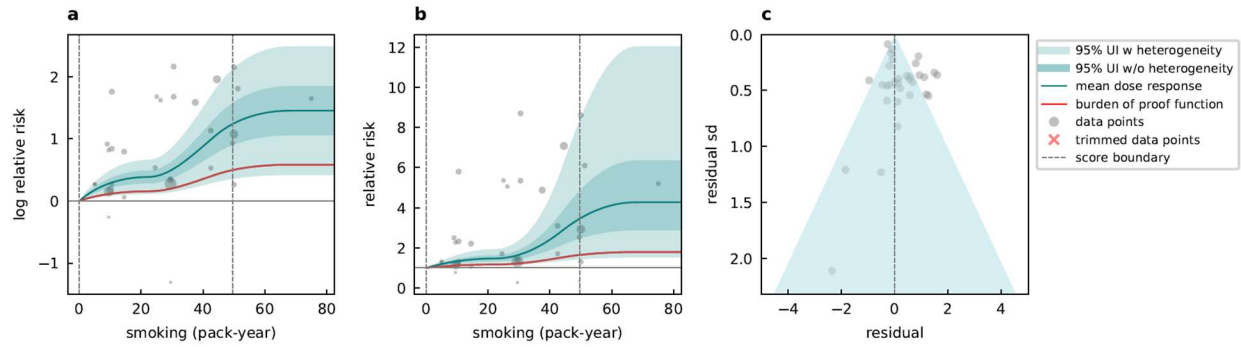 a
2
1
0
−1
log relative risk
0 20 40 60 80
smoking (pack-year)
b
12
10
8
6
4
2
0
relative risk
0 20 40 60 80
smoking (pack-year)
c
0.0
0.5
1.0
1.5
2.0
residual sd
−4 −2 0 2 4
residual
95% UI w heterogeneity
95% UI w/o heterogeneity
mean dose response
burden of proof function
data points
trimmed data points
score boundary